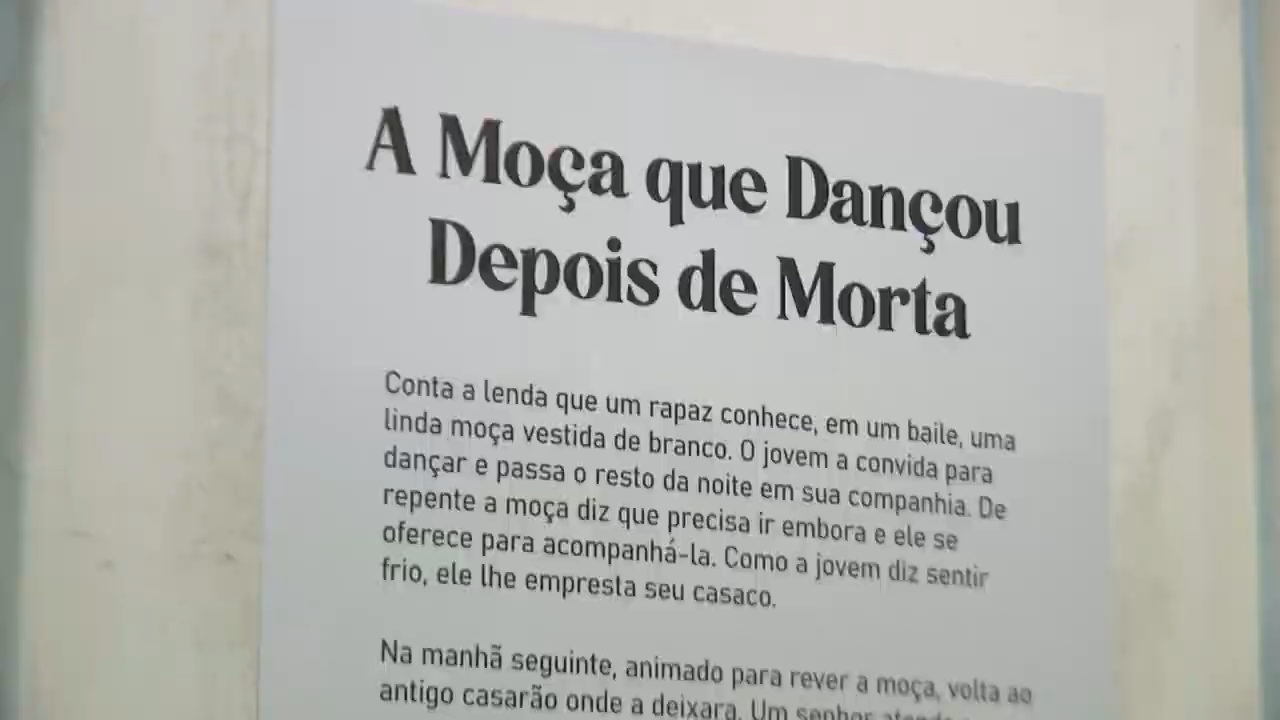 A Moça que Dançou
Depois de Morta
Conta a lenda que um rapaz conhece, em um baile, uma
linda moça vestida de branco. O jovem a convida para
dançar e passa o resto da noite em sua companhia. De
repente a moça diz que precisa ir embora e ele se
oferece para acompanhá-la. Como a jovem diz sentir
frio, ele lhe empresta seu casaco.
Na manhã seguinte, animado para rever a moça, volta ao
antigo casarão onde a deixara. Um senhor